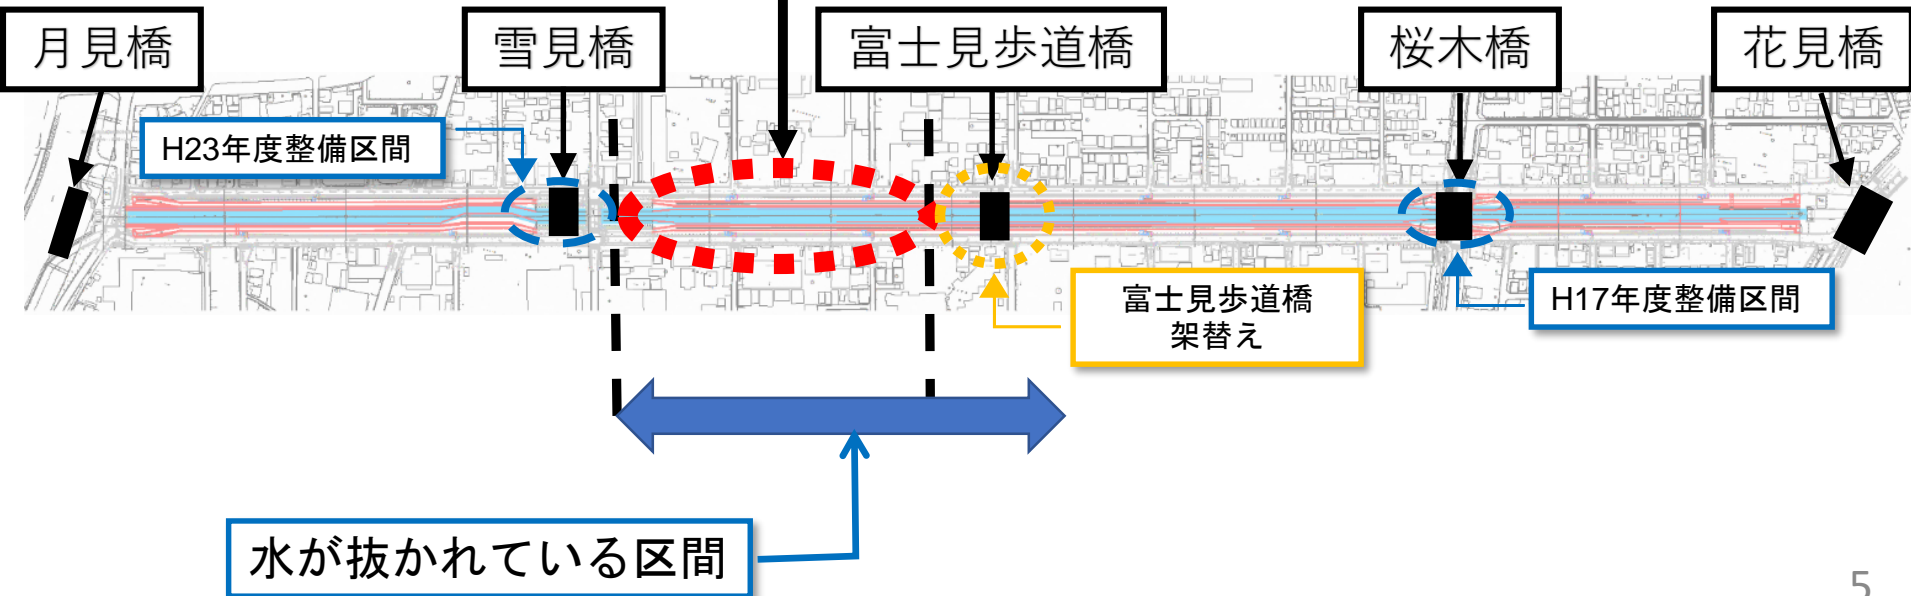 月見橋
雪見橋
富士見歩道橋
桜木橋
花見橋
H23年度整備区間
富士見歩道橋
架替え
H17年度整備区間
水が抜かれている区間
5